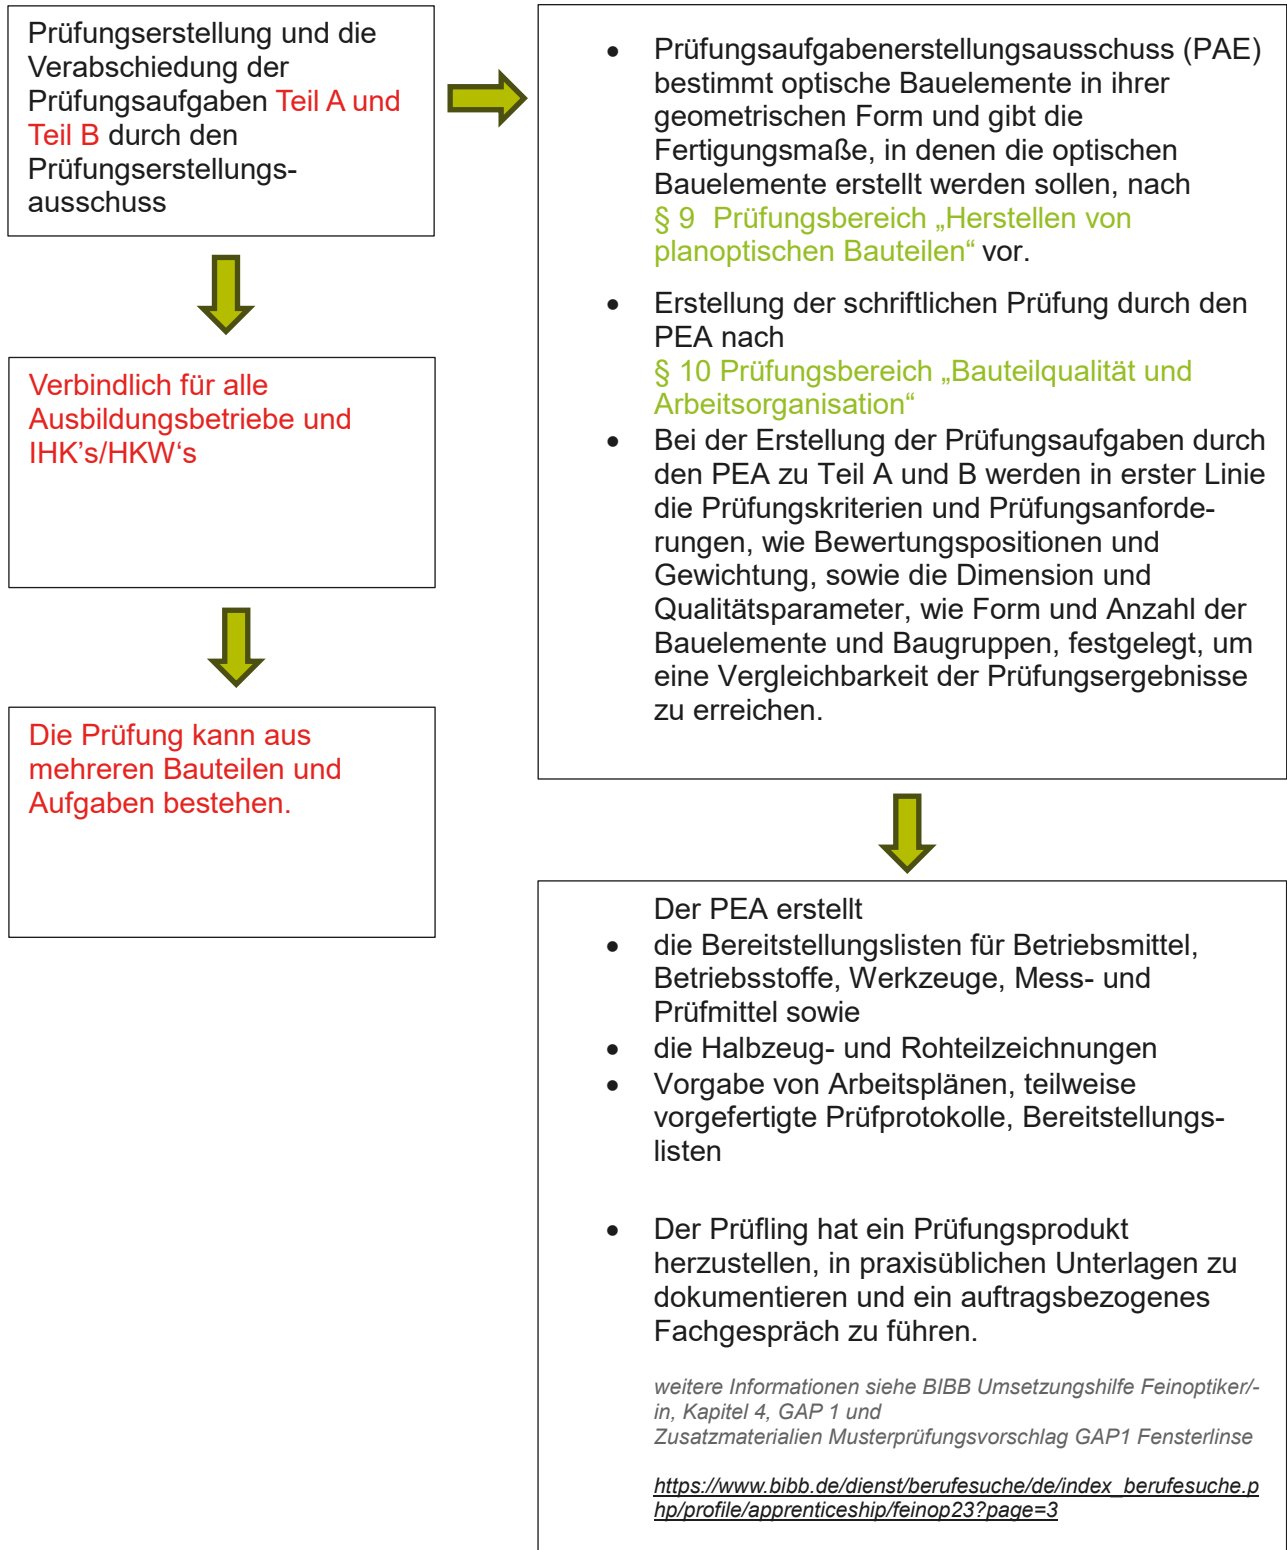 Prüfungserstellung und die
Verabschiedung der
Prüfungsaufgaben Teil A und
Teil B durch den
Prüfungserstellungs-
ausschuss
Verbindlich für alle
Ausbildungsbetriebe und
IHK’s/HKW‘s
Die Prüfung kann aus
mehreren Bauteilen und
Aufgaben bestehen.
• Prüfungsaufgabenerstellungsausschuss (PAE)
bestimmt optische Bauelemente in ihrer
geometrischen Form und gibt die
Fertigungsmaße, in denen die optischen
Bauelemente erstellt werden sollen, nach
§ 9 Prüfungsbereich „Herstellen von
planoptischen Bauteilen“ vor.
• Erstellung der schriftlichen Prüfung durch den
PEA nach
§ 10 Prüfungsbereich „Bauteilqualität und
Arbeitsorganisation“
• Bei der Erstellung der Prüfungsaufgaben durch
den PEA zu Teil A und B werden in erster Linie
die Prüfungskriterien und Prüfungsanforde-
rungen, wie Bewertungspositionen und
Gewichtung, sowie die Dimension und
Qualitätsparameter, wie Form und Anzahl der
Bauelemente und Baugruppen, festgelegt, um
eine Vergleichbarkeit der Prüfungsergebnisse
zu erreichen.
Der PEA erstellt
• die Bereitstellungslisten für Betriebsmittel,
Betriebsstoffe, Werkzeuge, Mess- und
Prüfmittel sowie
• die Halbzeug- und Rohteilzeichnungen
• Vorgabe von Arbeitsplänen, teilweise
vorgefertigte Prüfprotokolle, Bereitstellungs-
listen
• Der Prüfling hat ein Prüfungsprodukt
herzustellen, in praxisüblichen Unterlagen zu
dokumentieren und ein auftragsbezogenes
Fachgespräch zu führen.
weitere Informationen siehe BIBB Umsetzungshilfe Feinoptiker/-
in, Kapitel 4, GAP 1 und
Zusatzmaterialien Musterprüfungsvorschlag GAP1 Fensterlinse
https://www.bibb.de/dienst/berufesuche/de/index_berufesuche.p
hp/profile/apprenticeship/feinop23?page=3